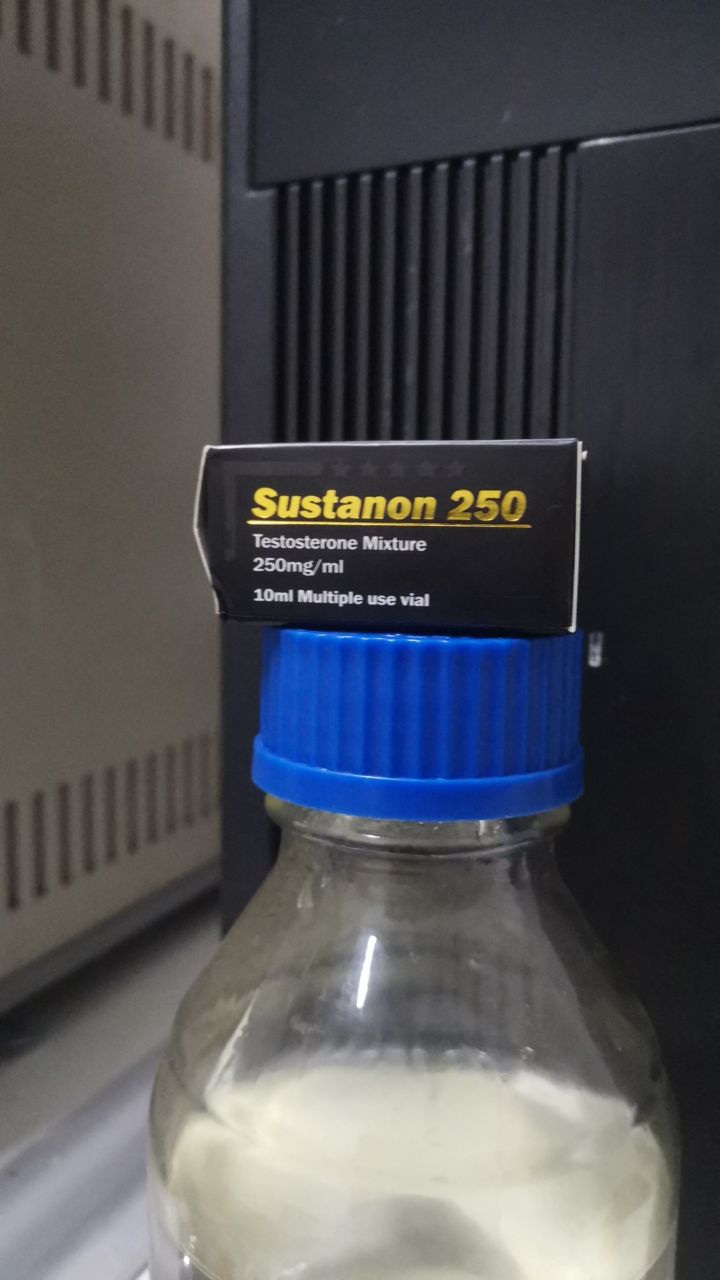 Sustanon 250
Testosterone Mixture
250mg/ml
10ml Multiple use vial